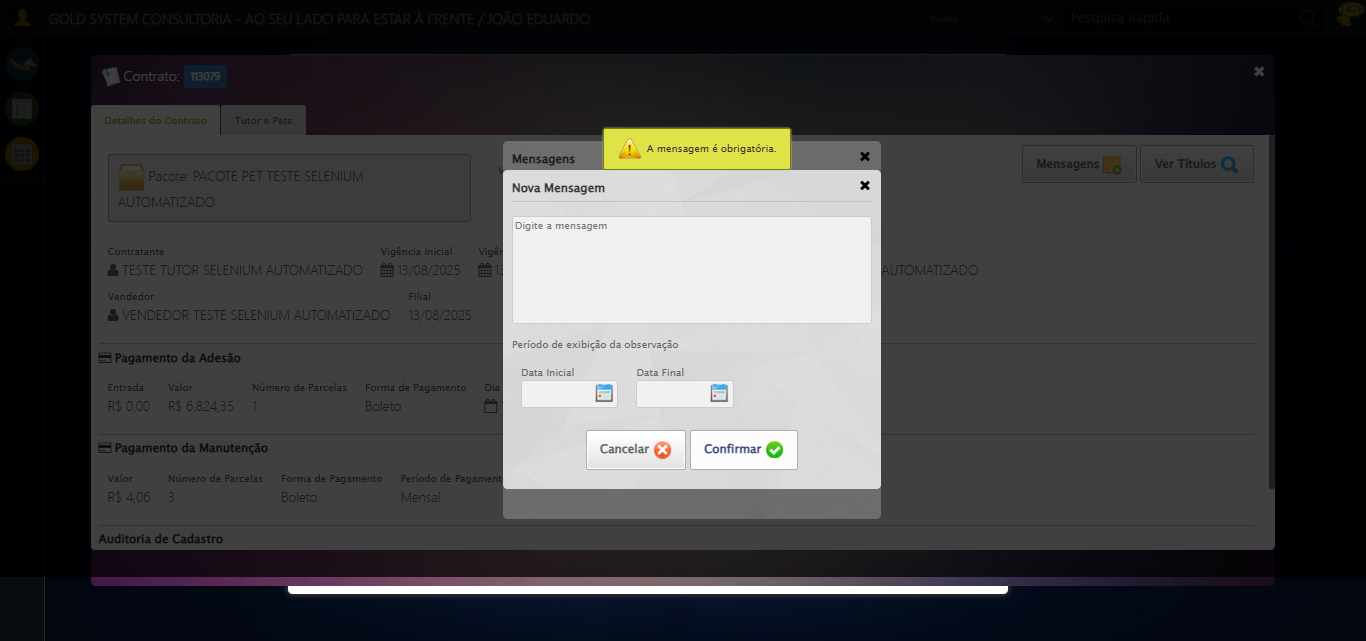 GOLD SYSTEM CONSULTORIA - AO SEU LADO PARA ESTAR À FRENTE / JOÃO EDUARDO
Nome
Pesquisa Rapida
Contrato: 113079
Detalhes do Contrato
Tutor e Pets
A mensagem é obrigatória.
Mensagens
Mensagens
Ver Títulos
Nova Mensagem
Digite a mensagem
Período de exibição da observação
Data Inicial
Data Final
Cancelar
Confirmar
Pacote: PACOTE PET TESTE SELENIUM
AUTOMATIZADO
Contratante
Vigência Inicial
TESTE TUTOR SELENIUM AUTOMATIZADO
13/08/2025
AUTOMATIZADO
Vendedor
Filial
VENDEDOR TESTE SELENIUM AUTOMATIZADO
13/08/2025
Pagamento da Adesão
Entrada
Valor
Número de Parcelas
Forma de Pagamento
Dia
R$ 0,00
R$ 6.824,35
1
Boleto
Pagamento da Manutenção
Valor
Número de Parcelas
Forma de Pagamento
Período de Pagamento
R$ 4,06
3
Boleto
Mensal
Auditoria de Cadastro